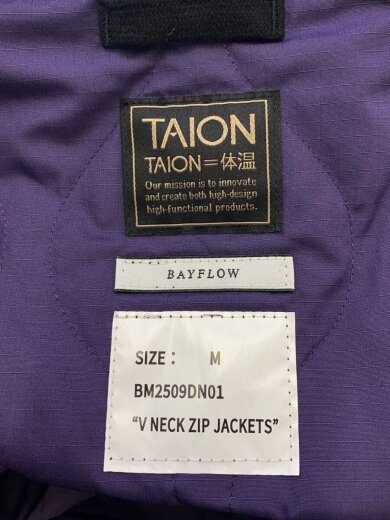 TAION
TAION=体温
Our mission is to innovate
and create both high-design
high-functional products.
BAYFLOW
SIZE： M
BM2509DN01
“V NECK ZIP JACKETS”